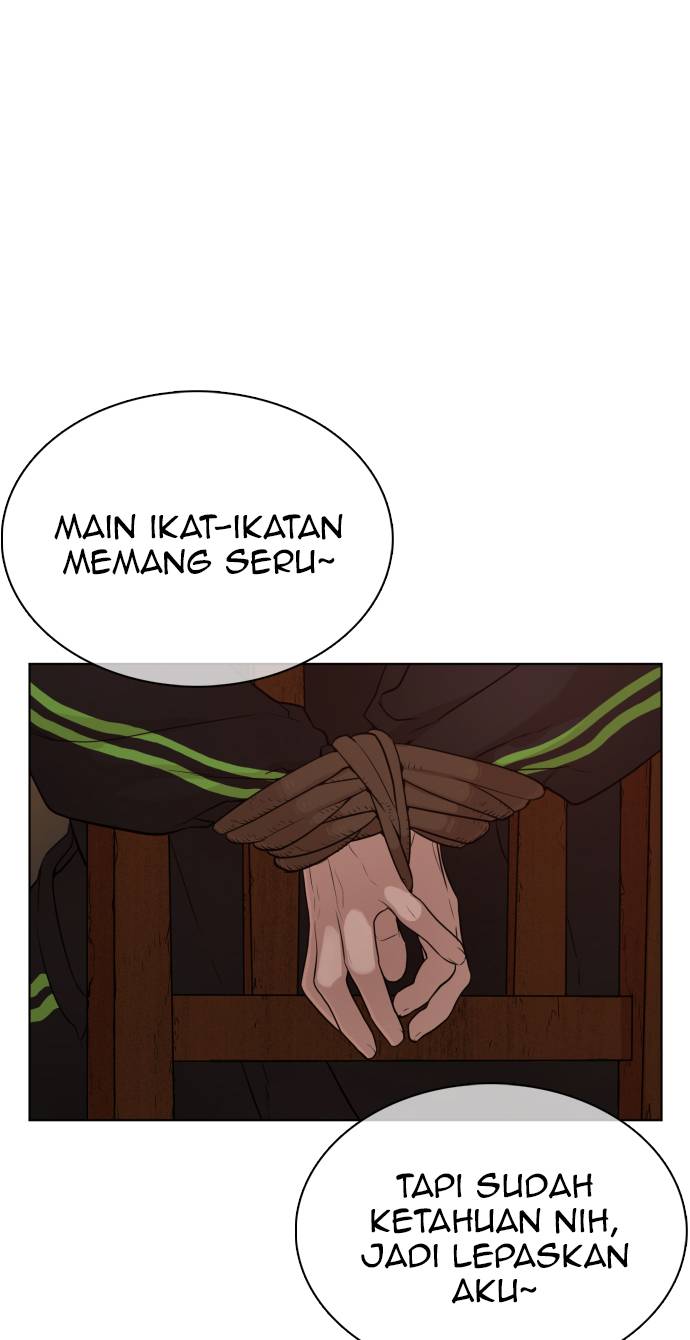 MAIN IKAT-IKATAN
MEMANG SERU~
TAPI SUDAH
KETAHUAN NIH,
JADI LEPASKAN
AKU~